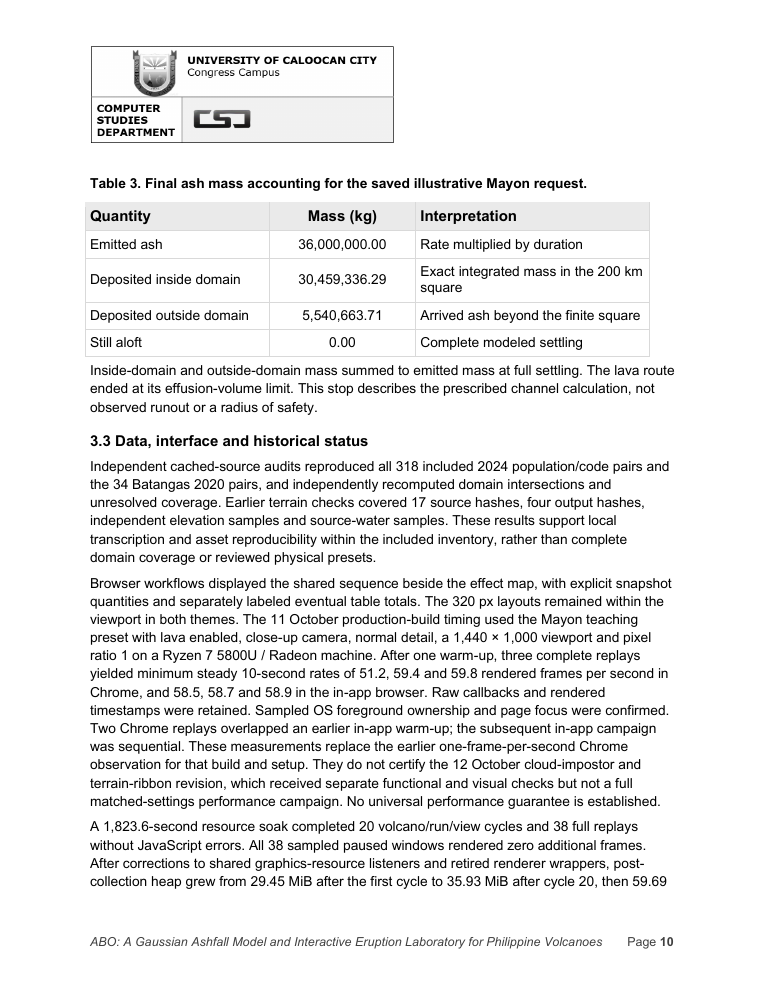 UNIVERSITY OF CALOOCAN CITY
Congress Campus
COMPUTER
STUDIES
DEPARTMENT
CSD
Table 3. Final ash mass accounting for the saved illustrative Mayon request.
Quantity Mass (kg) Interpretation
Emitted ash 36,000,000.00 Rate multiplied by duration
Deposited inside domain 30,459,336.29 Exact integrated mass in the 200 km
square
Deposited outside domain 5,540,663.71 Arrived ash beyond the finite square
Still aloft 0.00 Complete modeled settling
Inside-domain and outside-domain mass summed to emitted mass at full settling. The lava route
ended at its effusion-volume limit. This stop describes the prescribed channel calculation, not
observed runout or a radius of safety.
3.3 Data, interface and historical status
Independent cached-source audits reproduced all 318 included 2024 population/code pairs and
the 34 Batangas 2020 pairs, and independently recomputed domain intersections and
unresolved coverage. Earlier terrain checks covered 17 source hashes, four output hashes,
independent elevation samples and source-water samples. These results support local
transcription and asset reproducibility within the included inventory, rather than complete
domain coverage or reviewed physical presets.
Browser workflows displayed the shared sequence beside the effect map, with explicit snapshot
quantities and separately labeled eventual table totals. The 320 px layouts remained within the
viewport in both themes. The 11 October production-build timing used the Mayon teaching
preset with lava enabled, close-up camera, normal detail, a 1,440 × 1,000 viewport and pixel
ratio 1 on a Ryzen 7 5800U / Radeon machine. After one warm-up, three complete replays
yielded minimum steady 10-second rates of 51.2, 59.4 and 59.8 rendered frames per second in
Chrome, and 58.5, 58.7 and 58.9 in the in-app browser. Raw callbacks and rendered
timestamps were retained. Sampled OS foreground ownership and page focus were confirmed.
Two Chrome replays overlapped an earlier in-app warm-up; the subsequent in-app campaign
was sequential. These measurements replace the earlier one-frame-per-second Chrome
observation for that build and setup. They do not certify the 12 October cloud-impostor and
terrain-ribbon revision, which received separate functional and visual checks but not a full
matched-settings performance campaign. No universal performance guarantee is established.
A 1,823.6-second resource soak completed 20 volcano/run/view cycles and 38 full replays
without JavaScript errors. All 38 sampled paused windows rendered zero additional frames.
After corrections to shared graphics-resource listeners and retired renderer wrappers, post-
collection heap grew from 29.45 MiB after the first cycle to 35.93 MiB after cycle 20, then 59.69
ABO: A Gaussian Ashfall Model and Interactive Eruption Laboratory for Philippine Volcanoes Page 10